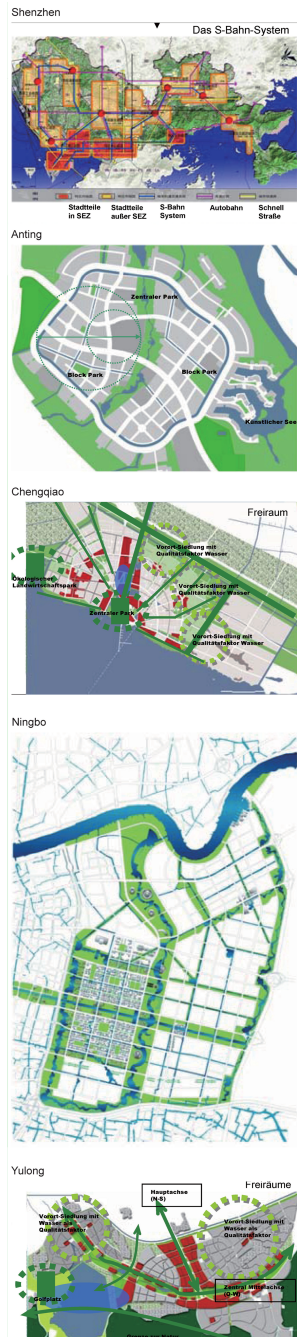 Shenzhen
Das S-Bahn-System
Stadtteile in SEZ
Stadtteile außer SEZ
S-Bahn System
Autobahn
Schnell Straße
Anting
Zentraler Park
Block Park
Block Park
Künstlicher See
Chengqiao
Freiraum
Vorort-Siedlung mit
Qualitätsfaktor Wasser
Ökologischer
Landwirtschaftspark
Vorort-Siedlung mit
Qualitätsfaktor Wasser
Zentraler Park
Vorort-Siedlung mit
Qualitätsfaktor Wasser
Ningbo
Yulong
Freiräume
Hauptachse
(N-S)
Vorort-Siedlung mit
Wasser als
Qualitätsfaktor
Vorort-Siedlung mit
Wasser als
Qualitätsfaktor
Zentral Mittelachse
(O-W)
Golfplatz